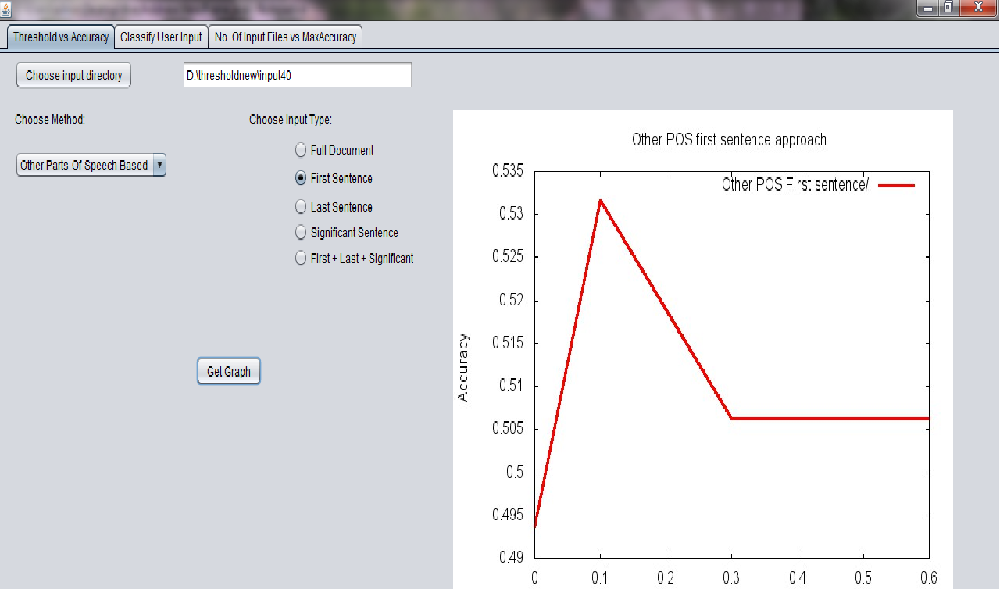 Threshold vs Accuracy Classify User Input No. Of Input Files vs MaxAccuracy
Choose input directory D:\thresholdnew\input40
Choose Method: Choose Input Type:
Other Parts-Of-Speech Based
Full Document
First Sentence
Last Sentence
Significant Sentence
First + Last + Significant
Get Graph
Other POS first sentence approach
Other POS First sentence/
Accuracy
0.535
0.53
0.525
0.52
0.515
0.51
0.505
0.5
0.495
0.49
0 0.1 0.2 0.3 0.4 0.5 0.6